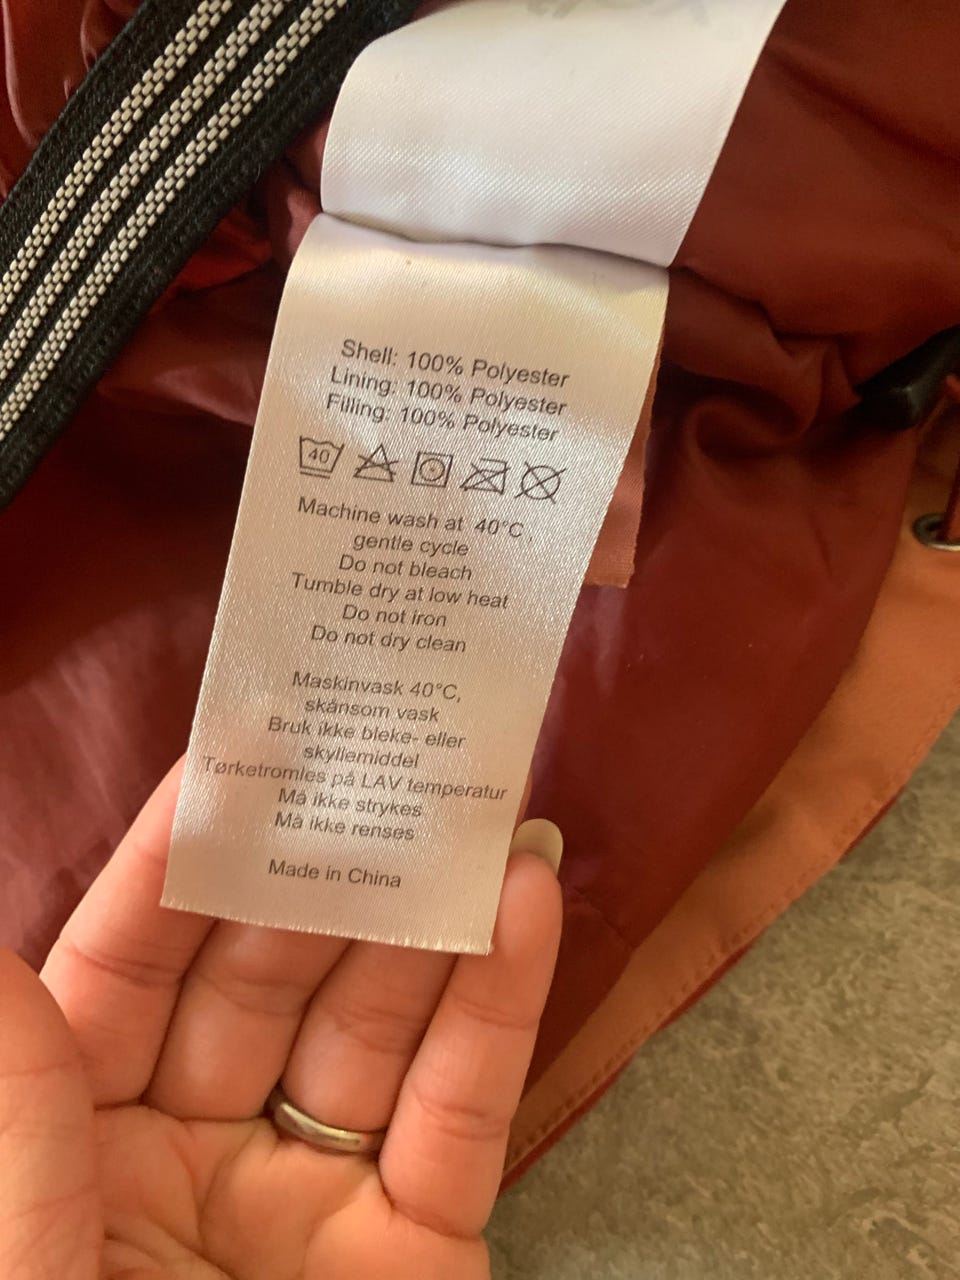 Shell: 100% Polyester
Lining: 100% Polyester
Filling: 100% Polyester
40
Machine wash at 40°C,
gentle cycle
Do not bleach
Tumble dry at low heat
Do not iron
Do not dry clean
Maskinvask 40°C,
skånsom vask
Bruk ikke bleke- eller
skyllemiddel
Tørketromles på LAV temperatur
Må ikke strykes
Må ikke renses
Made in China